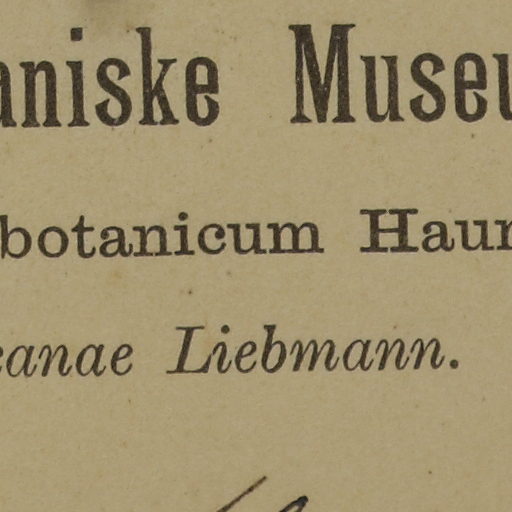 aniske Museu
botanicum Haun
canae Liebmann.